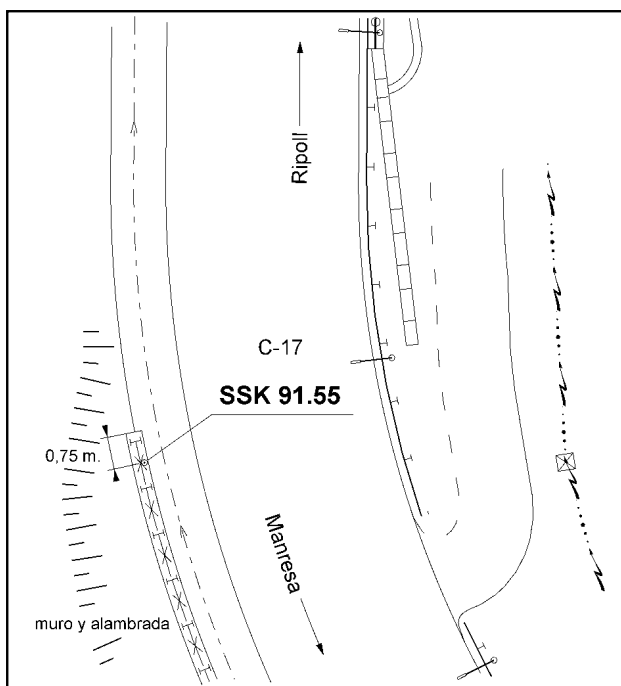 Ripoll
C-17
SSK 91.55
0,75 m.
Manresa
muro y alambrada